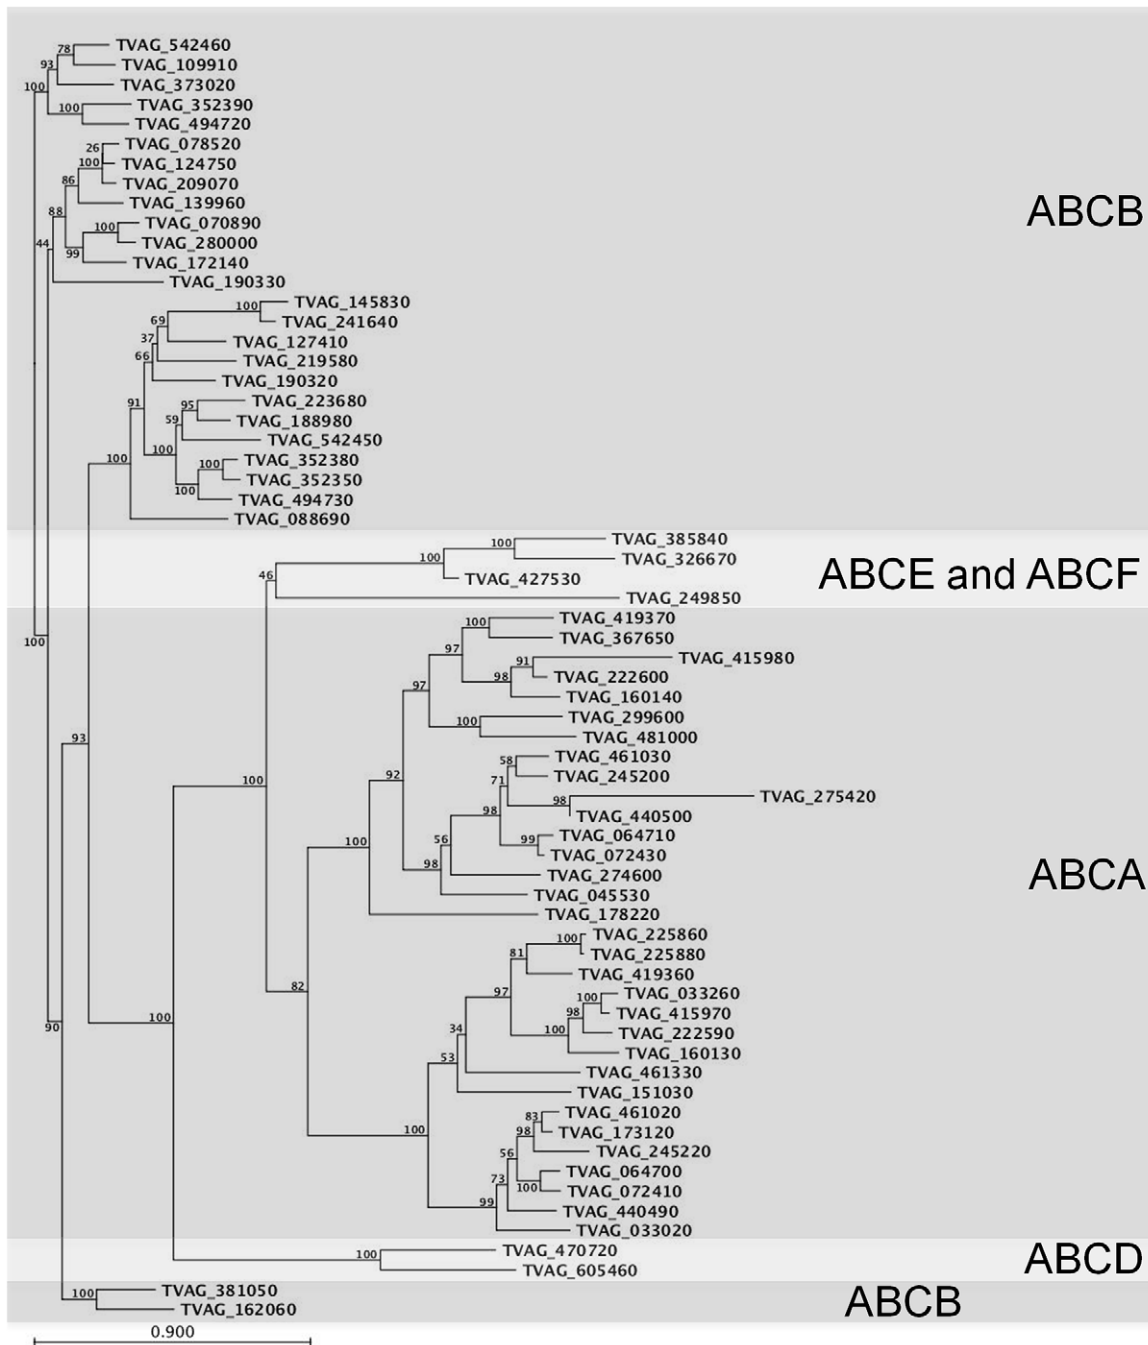 78 TVAG_542460
93 TVAG_109910
100 TVAG_373020
100 TVAG_352390
TVAG_494720
26 TVAG_078520
100 TVAG_124750
86 TVAG_209070
TVAG_139960
88 100 TVAG_070890
44 99 TVAG_280000
TVAG_172140
TVAG_190330
ABCB
100 TVAG_145830
69 TVAG_241640
37 TVAG_127410
66 TVAG_219580
TVAG_190320
91 95 TVAG_223680
59 TVAG_188980
100 TVAG_542450
100 100 TVAG_352380
100 TVAG_352350
TVAG_494730
TVAG_088690
100 TVAG_385840
100 TVAG_326670
46 TVAG_427530
TVAG_249850
ABCE and ABCF
100 TVAG_419370
100 97 TVAG_367650
91 TVAG_415980
97 98 TVAG_222600
TVAG_160140
100 TVAG_299600
93 TVAG_481000
58 TVAG_461030
100 92 71 TVAG_245200
98 98 TVAG_275420
TVAG_440500
100 56 99 TVAG_064710
98 TVAG_072430
TVAG_274600
TVAG_045530
TVAG_178220
ABCA
100 TVAG_225860
81 TVAG_225880
TVAG_419360
82 97 100 TVAG_033260
98 TVAG_415970
90 100 34 100 TVAG_222590
53 TVAG_160130
TVAG_461330
TVAG_151030
83 TVAG_461020
100 98 TVAG_173120
56 TVAG_245220
73 TVAG_064700
100 TVAG_072410
99 TVAG_440490
TVAG_033020
100 TVAG_470720
TVAG_605460
ABCD
100 TVAG_381050
TVAG_162060
ABCB
0.900